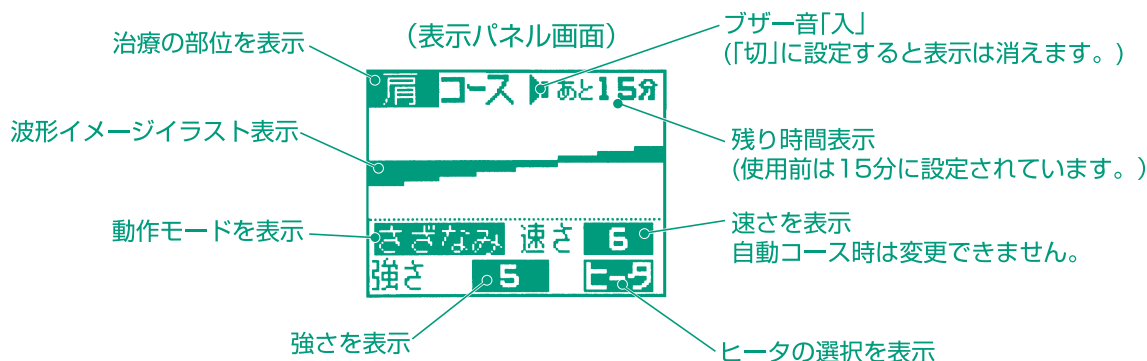 (表示パネル画面)
治療の部位を表示
ブザー音「入」
(「切」に設定すると表示は消えます。)
肩 コース あと15分
波形イメージイラスト表示
残り時間表示
(使用前は15分に設定されています。)
動作モードを表示
さざなみ 速さ 6
速さを表示
自動コース時は変更できません。
強さ 5 ヒータ
強さを表示
ヒータの選択を表示